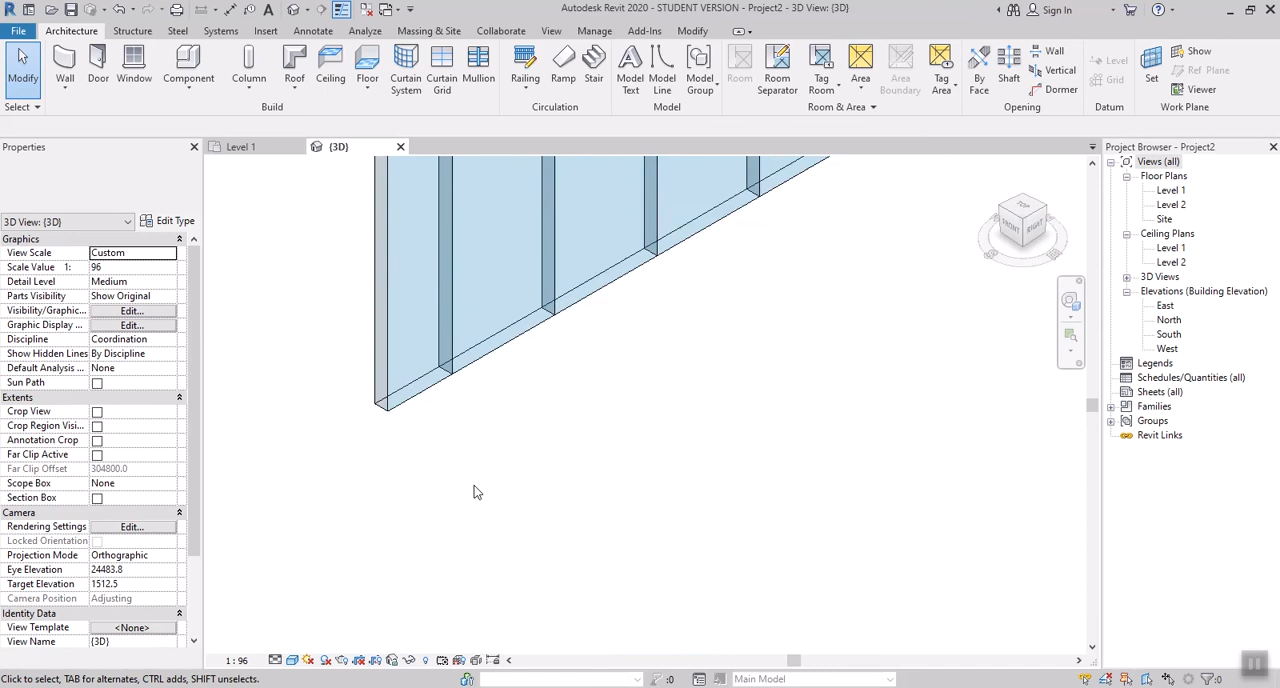 Autodesk Revit 2020 - STUDENT VERSION - Project2 - 3D View: {3D}
Sign In
File Architecture Structure Steel Systems Insert Annotate Analyze Massing & Site Collaborate View Manage Add-Ins Modify
Modify Wall Door Window Component Column Roof Ceiling Floor Curtain System Curtain Grid Mullion Railing Ramp Stair Model Text Model Line Model Group Room Room Separator Tag Room Area Area Boundary Tag Area By Face Shaft Wall Vertical Dormer Level Grid Set Show Ref Plane Viewer
Select Build Circulation Model Room & Area Opening Datum Work Plane
Properties
Level 1
{3D}
Project Browser - Project2
3D View: {3D}
Edit Type
Graphics
View Scale Custom
Scale Value 1: 96
Detail Level Medium
Parts Visibility Show Original
Visibility/Graphic... Edit...
Graphic Display ... Edit...
Discipline Coordination
Show Hidden Lines By Discipline
Default Analysis ... None
Sun Path
Extents
Crop View
Crop Region Visi...
Annotation Crop
Far Clip Active
Far Clip Offset 304800.0
Scope Box None
Section Box
Camera
Rendering Settings Edit...
Locked Orientation
Projection Mode Orthographic
Eye Elevation 24483.8
Target Elevation 1512.5
Camera Position Adjusting
Identity Data
View Template <None>
View Name {3D}
TOP
FRONT
RIGHT
Views (all)
Floor Plans
Level 1
Level 2
Site
Ceiling Plans
Level 1
Level 2
3D Views
Elevations (Building Elevation)
East
North
South
West
Legends
Schedules/Quantities (all)
Sheets (all)
Families
Groups
Revit Links
1 : 96
Click to select, TAB for alternates, CTRL adds, SHIFT unselects.
:0
Main Model
:0